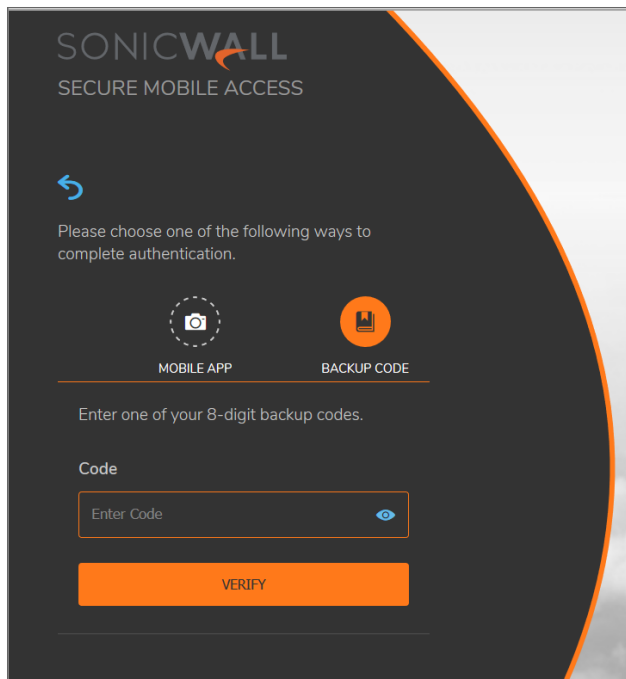 SONICWALL
SECURE MOBILE ACCESS
Please choose one of the following ways to
complete authentication.
MOBILE APP
BACKUP CODE
Enter one of your 8-digit backup codes.
Code
Enter Code
VERIFY